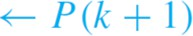 ← P(k + 1)